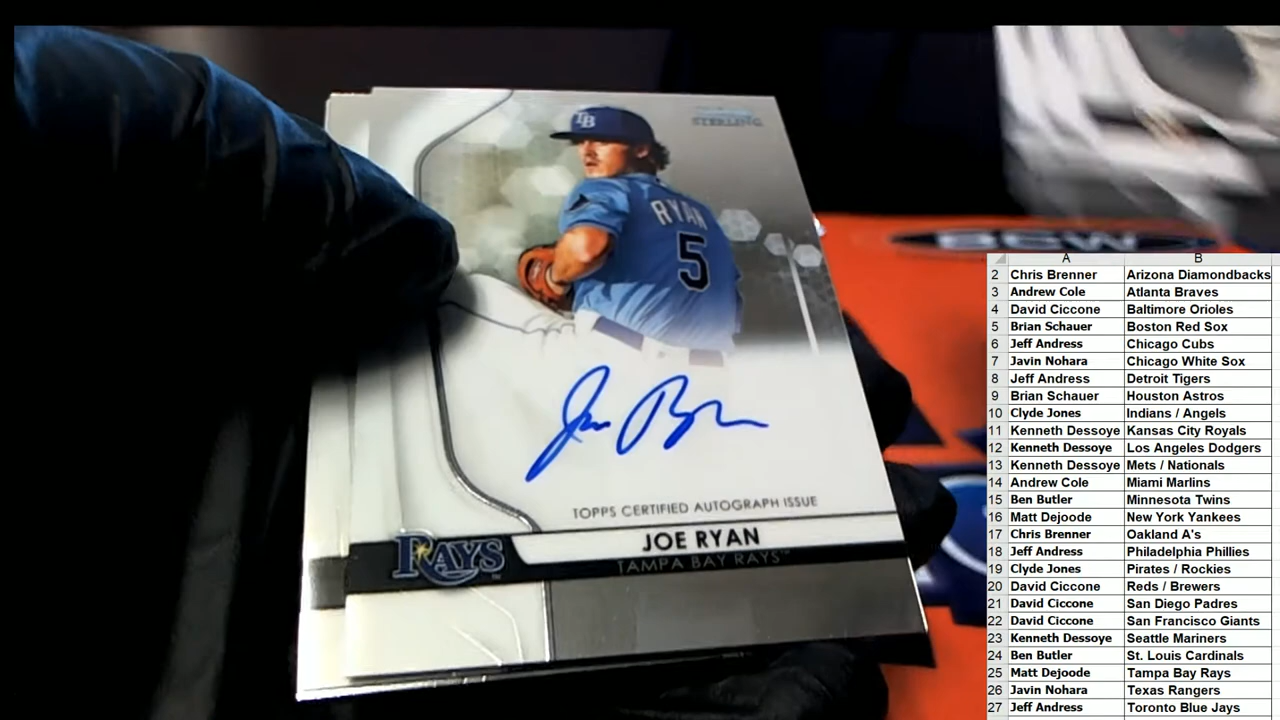 STERLING
TB
RYAN
5
Joe Ryan
TOPPS CERTIFIED AUTOGRAPH ISSUE
RAYS
JOE RYAN
TAMPA BAY RAYS™
BCW
A B
2 Chris Brenner Arizona Diamondbacks
3 Andrew Cole Atlanta Braves
4 David Ciccone Baltimore Orioles
5 Brian Schauer Boston Red Sox
6 Jeff Andress Chicago Cubs
7 Javin Nohara Chicago White Sox
8 Jeff Andress Detroit Tigers
9 Brian Schauer Houston Astros
10 Clyde Jones Indians / Angels
11 Kenneth Dessoye Kansas City Royals
12 Kenneth Dessoye Los Angeles Dodgers
13 Kenneth Dessoye Mets / Nationals
14 Andrew Cole Miami Marlins
15 Ben Butler Minnesota Twins
16 Matt Dejoode New York Yankees
17 Chris Brenner Oakland A's
18 Jeff Andress Philadelphia Phillies
19 Clyde Jones Pirates / Rockies
20 David Ciccone Reds / Brewers
21 David Ciccone San Diego Padres
22 David Ciccone San Francisco Giants
23 Kenneth Dessoye Seattle Mariners
24 Ben Butler St. Louis Cardinals
25 Matt Dejoode Tampa Bay Rays
26 Javin Nohara Texas Rangers
27 Jeff Andress Toronto Blue Jays